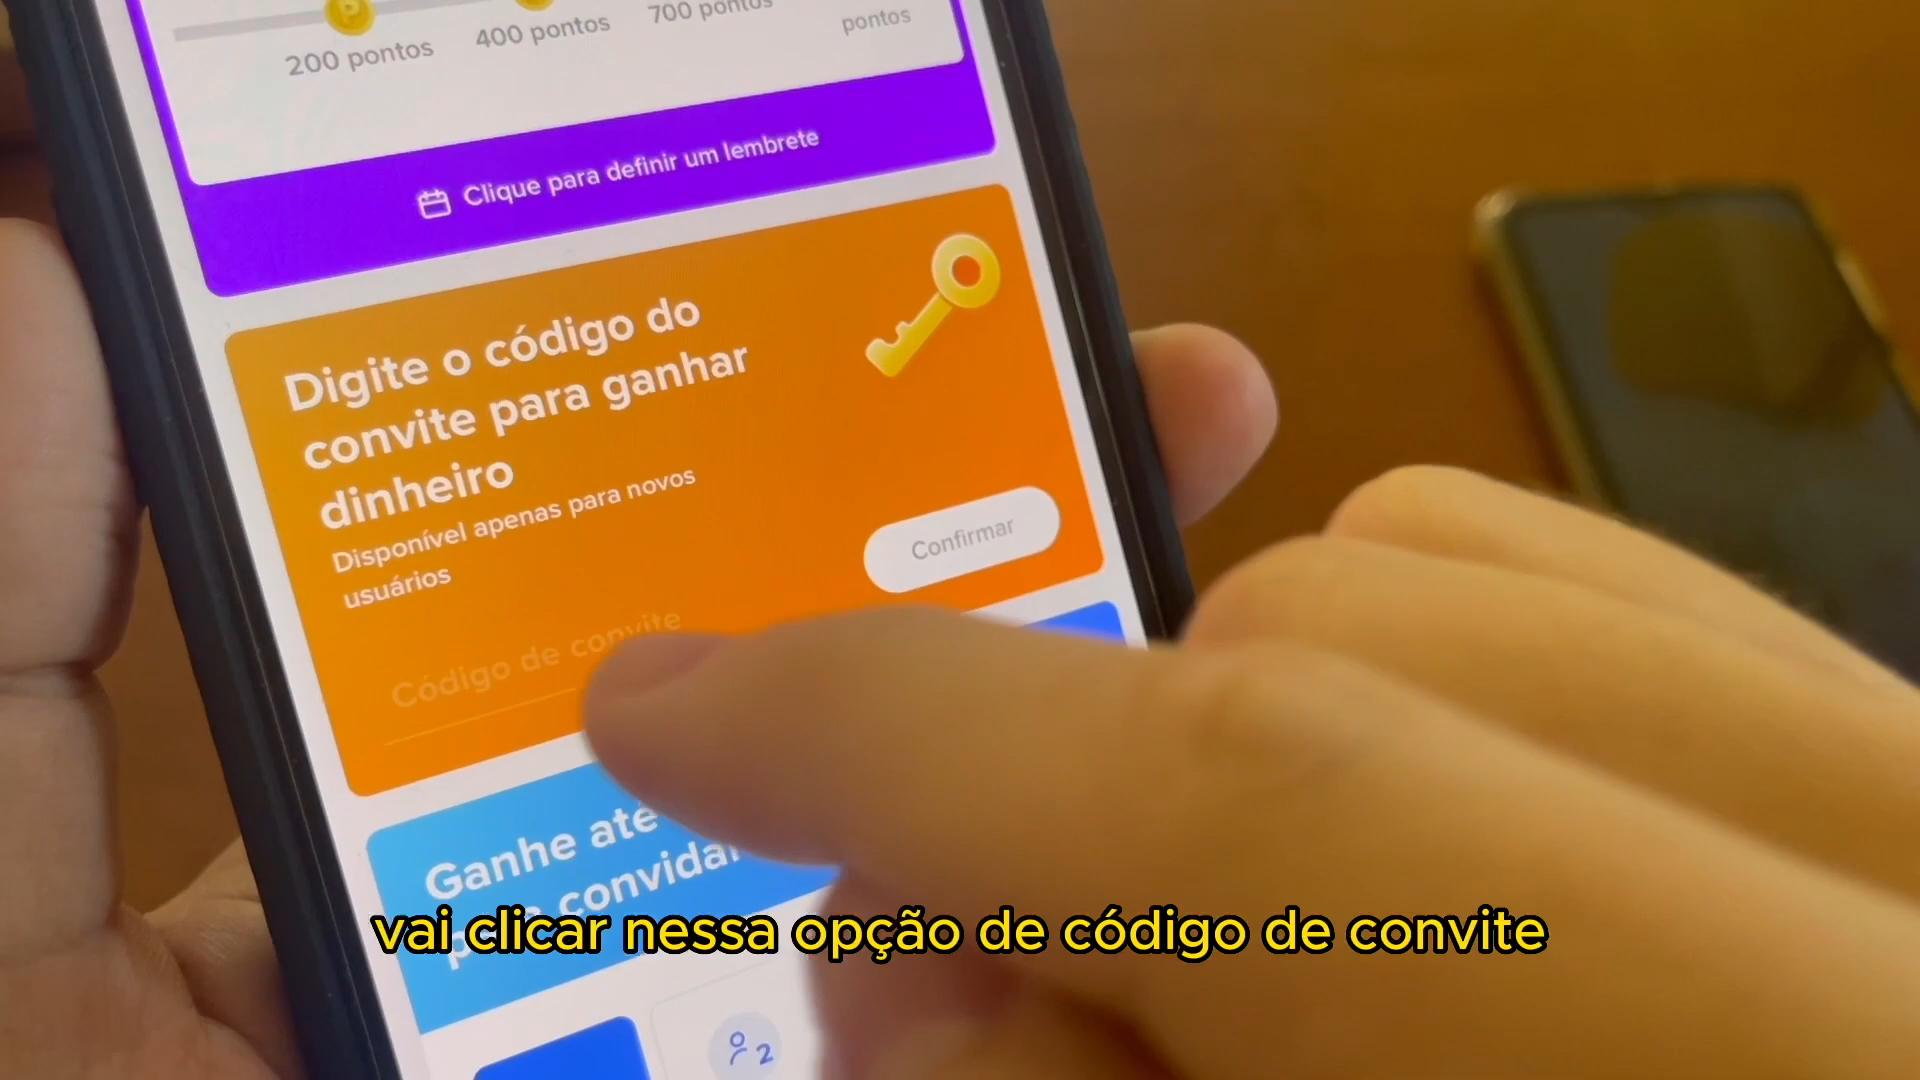 200 pontos
400 pontos
700 pontos
pontos
Clique para definir um lembrete
Digite o código do
convite para ganhar
dinheiro
Disponível apenas para novos
usuários
Confirmar
Código de convite
Ganhe até
convidar
2
vai clicar nessa opção de código de convite